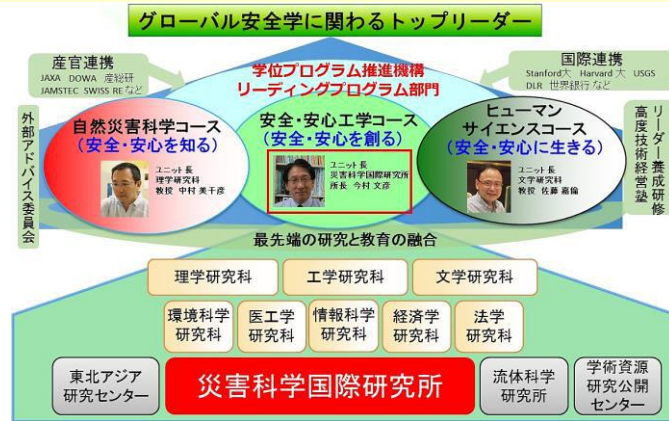 グローバル安全学に関わるトップリーダー
産官連携
JAXA DOWA 産総研
JAMSTEC SWISS REなど
国際連携
Stanford大 Harvard大 USGS
DLR 世界銀行など
学位プログラム推進機構
リーディングプログラム部門
外部アドバイス委員会
自然災害科学コース
(安全・安心を知る)
ユニット長
理学研究科
教授 中村 美千彦
安全・安心工学コース
(安全・安心を創る)
ユニット長
災害科学国際研究所
所長 今村 文彦
ヒューマン
サイエンスコース
(安全・安心に生きる)
ユニット長
文学研究科
教授 佐藤 嘉倫
リーダー養成研修
高度技術経営塾
最先端の研究と教育の融合
理学研究科
工学研究科
文学研究科
環境科学
研究科
医工学
研究科
情報科学
研究科
経済学
研究科
法学
研究科
東北アジア
研究センター
災害科学国際研究所
流体科学
研究所
学術資源
研究公開
センター